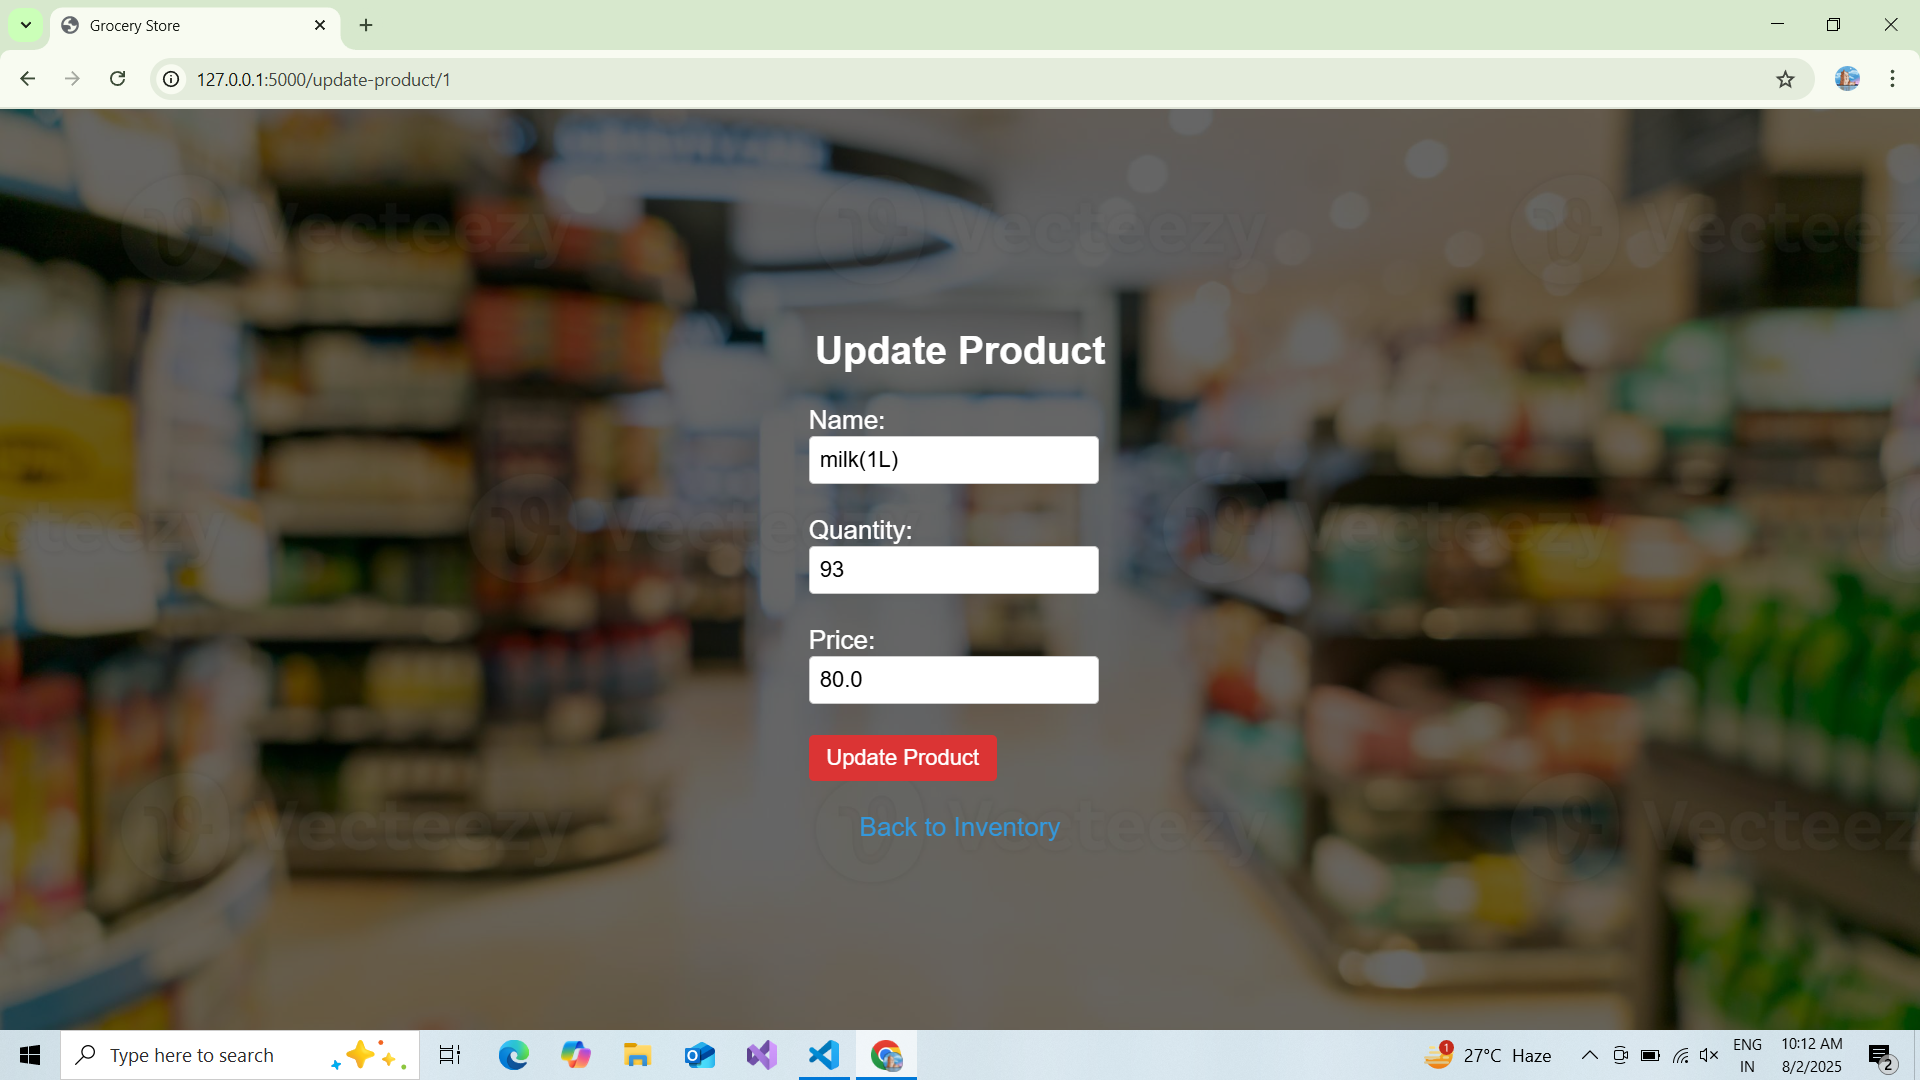 Grocery Store
127.0.0.1:5000/update-product/1
Vecteezy Vecteezy Vecteezy
Update Product
Name:
milk(1L)
Quantity:
93
Price:
80.0
Update Product
Back to Inventory
Type here to search
1
27°C Haze
ENG
IN
10:12 AM
8/2/2025
2